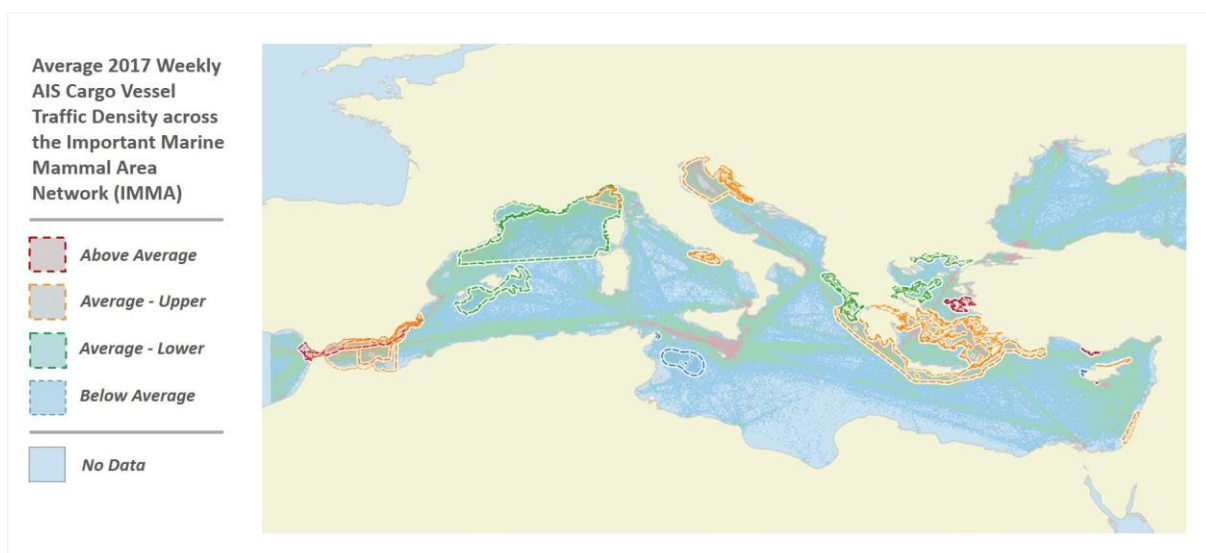 Average 2017 Weekly
AIS Cargo Vessel
Traffic Density across
the Important Marine
Mammal Area
Network (IMMA)
Above Average
Average - Upper
Average - Lower
Below Average
No Data